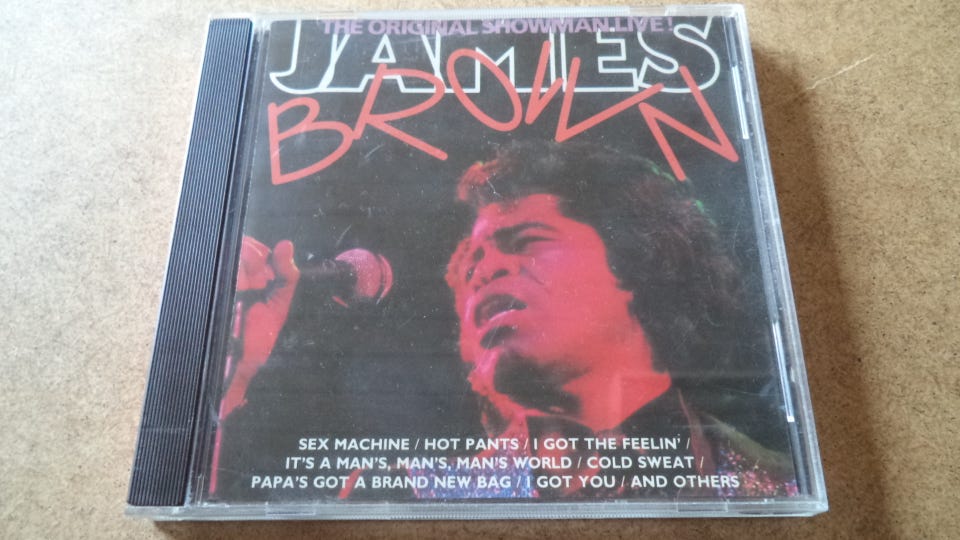 THE ORIGINAL SHOWMAN LIVE!
JAMES
BROWN
SEX MACHINE / HOT PANTS / I GOT THE FEELIN' /
IT'S A MAN'S, MAN'S, MAN'S WORLD / COLD SWEAT /
PAPA'S GOT A BRAND NEW BAG / I GOT YOU / AND OTHERS